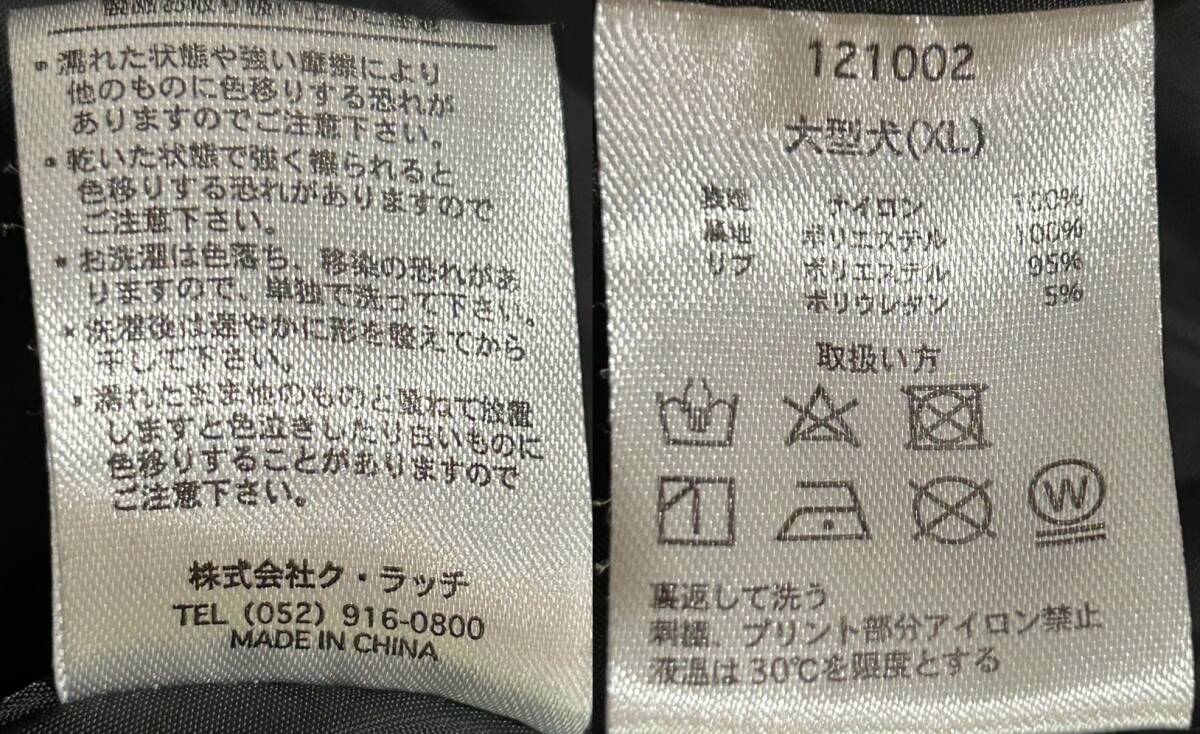 ・濡れた状態や強い摩擦により
他のものに色移りする恐れが
ありますのでご注意下さい。
・乾いた状態で強く擦られると
色移りする恐れがありますので
ご注意下さい。
・お洗濯は色落ち、移染の恐れがあ
りますので、単独で洗って下さい。
・洗濯後は速やかに形を整えてから
干して下さい。
・濡れたまま他のものと重ねて放置
しますと色泣きしたり白いものに
色移りすることがありますので
ご注意下さい。
株式会社ク・ラッチ
TEL (052) 916-0800
MADE IN CHINA
121002
大型犬(XL)
表地 ナイロン 100%
裏地 ポリエステル 100%
リブ ポリエステル 95%
ポリウレタン 5%
取扱い方
W
裏返して洗う
刺繍、プリント部分アイロン禁止
液温は30℃を限度とする